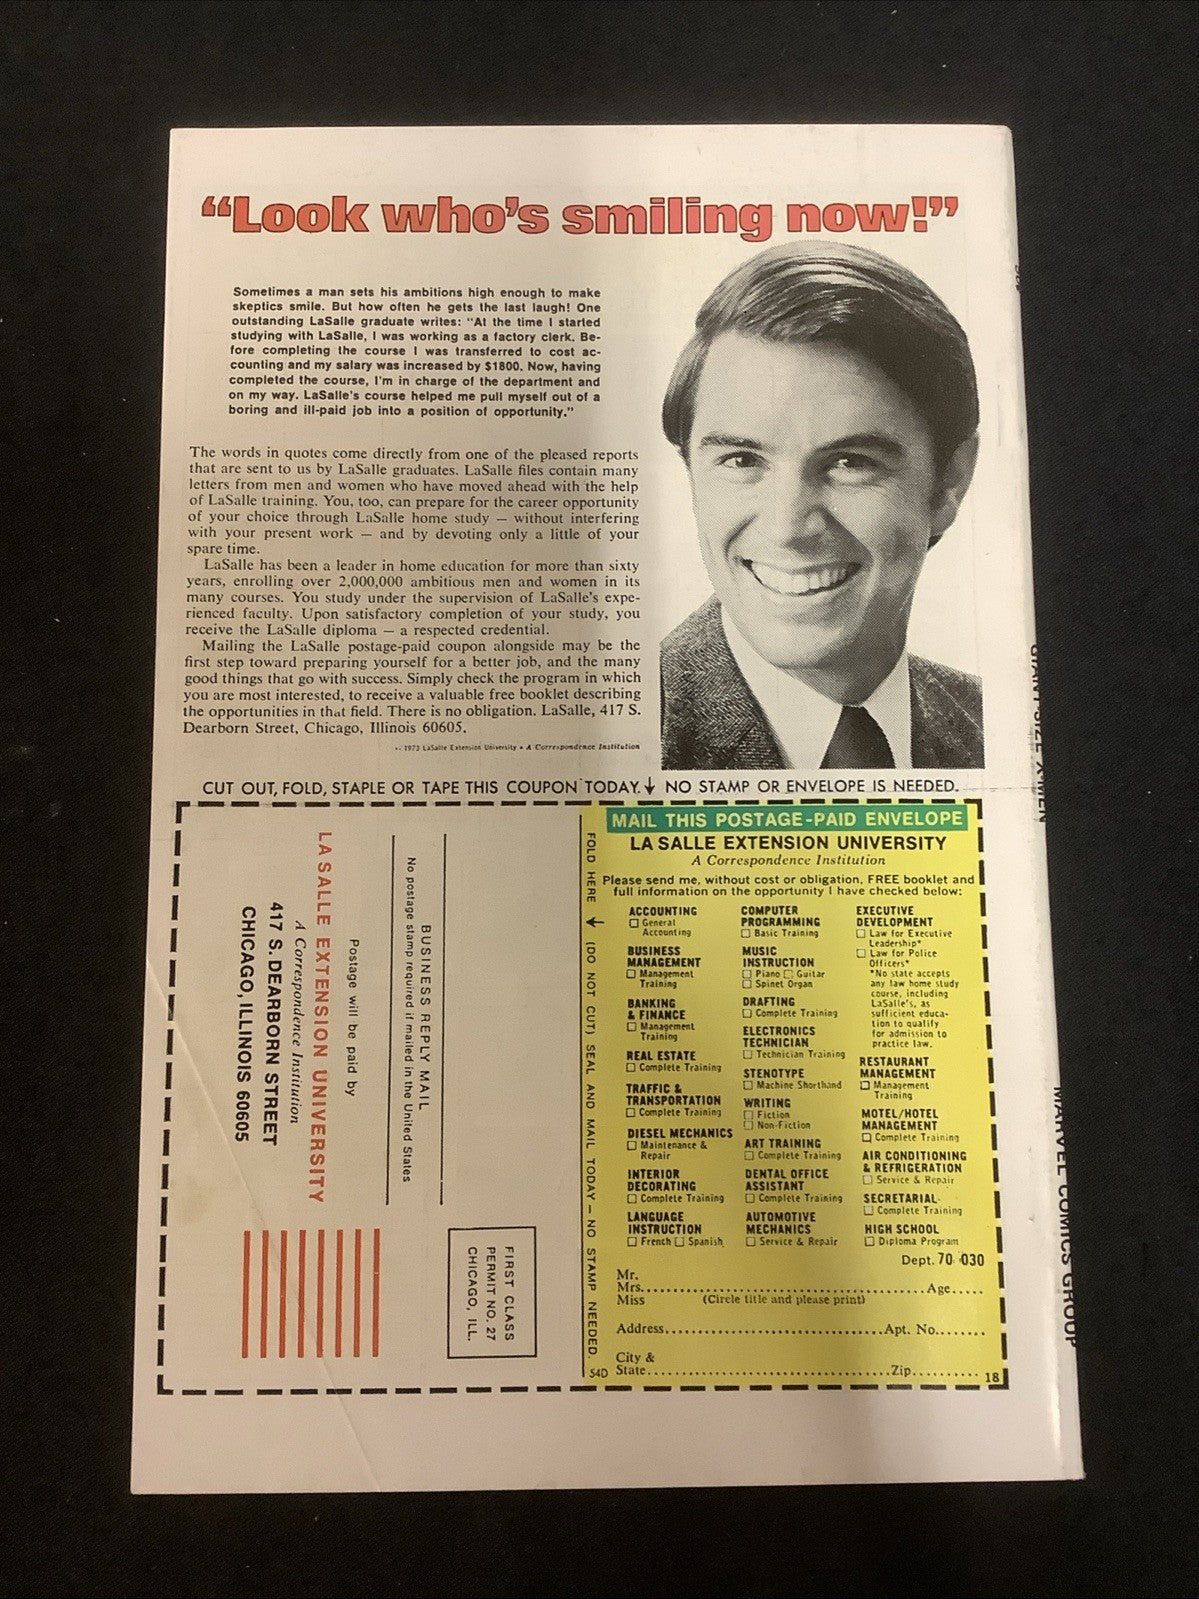 “Look who's smiling now!”
Sometimes a man sets his ambitions high enough to make
skeptics smile. But how often he gets the last laugh! One
outstanding LaSalle graduate writes: "At the time I started
studying with LaSalle, I was working as a factory clerk. Be-
fore completing the course I was transferred to cost ac-
counting and my salary was increased by $1800. Now, having
completed the course, I'm in charge of the department and
on my way. LaSalle's course helped me pull myself out of a
boring and ill-paid job into a position of opportunity."
The words in quotes come directly from one of the pleased reports
that are sent to us by LaSalle graduates. LaSalle files contain many
letters from men and women who have moved ahead with the help
of LaSalle training. You, too, can prepare for the career opportunity
of your choice through LaSalle home study — without interfering
with your present work — and by devoting only a little of your
spare time.
LaSalle has been a leader in home education for more than sixty
years, enrolling over 2,000,000 ambitious men and women in its
many courses. You study under the supervision of LaSalle's expe-
rienced faculty. Upon satisfactory completion of your study, you
receive the LaSalle diploma — a respected credential.
Mailing the LaSalle postage-paid coupon alongside may be the
first step toward preparing yourself for a better job, and the many
good things that go with success. Simply check the program in which
you are most interested, to receive a valuable free booklet describing
the opportunities in that field. There is no obligation. LaSalle, 417 S.
Dearborn Street, Chicago, Illinois 60605.
1973 LaSalle Extension University • A Correspondence Institution
CUT OUT, FOLD, STAPLE OR TAPE THIS COUPON TODAY. ↓ NO STAMP OR ENVELOPE IS NEEDED.
BUSINESS REPLY MAIL
No postage stamp required if mailed in the United States
Postage will be paid by
LA SALLE EXTENSION UNIVERSITY
A Correspondence Institution
417 S. DEARBORN STREET
CHICAGO, ILLINOIS 60605
FIRST CLASS
PERMIT NO. 27
CHICAGO, ILL.
FOLD HERE ↓ (DO NOT CUT) SEAL AND MAIL TODAY — NO STAMP NEEDED.
54D
MAIL THIS POSTAGE-PAID ENVELOPE
LA SALLE EXTENSION UNIVERSITY
A Correspondence Institution
Please send me, without cost or obligation, FREE booklet and
full information on the opportunity I have checked below:
ACCOUNTING
☐ General
Accounting
BUSINESS
MANAGEMENT
☐ Management
Training
BANKING
& FINANCE
☐ Management
Training
REAL ESTATE
☐ Complete Training
TRAFFIC &
TRANSPORTATION
☐ Complete Training
DIESEL MECHANICS
☐ Maintenance &
Repair
INTERIOR
DECORATING
☐ Complete Training
LANGUAGE
INSTRUCTION
☐ French ☐ Spanish
COMPUTER
PROGRAMMING
☐ Basic Training
MUSIC
INSTRUCTION
☐ Piano ☐ Guitar
☐ Spinet Organ
DRAFTING
☐ Complete Training
ELECTRONICS
TECHNICIAN
☐ Technician Training
STENOTYPE
☐ Machine Shorthand
WRITING
☐ Fiction
☐ Non-Fiction
ART TRAINING
☐ Complete Training
DENTAL OFFICE
ASSISTANT
☐ Complete Training
AUTOMOTIVE
MECHANICS
☐ Service & Repair
EXECUTIVE
DEVELOPMENT
☐ Law for Executive
Leadership*
☐ Law for Police
Officers*
*No state accepts
any law home study
course, including
LaSalle's, as
sufficient educa-
tion to qualify
for admission to
practice law.
RESTAURANT
MANAGEMENT
☐ Management
Training
MOTEL/HOTEL
MANAGEMENT
☐ Complete Training
AIR CONDITIONING
& REFRIGERATION
☐ Service & Repair
SECRETARIAL
☐ Complete Training
HIGH SCHOOL
☐ Diploma Program
Dept. 70 030
Mr.
Mrs. Age
Miss (Circle title and please print)
Address Apt. No.
City &
State Zip
18
GIANT-SIZE X-MEN
MARVEL COMICS GROUP